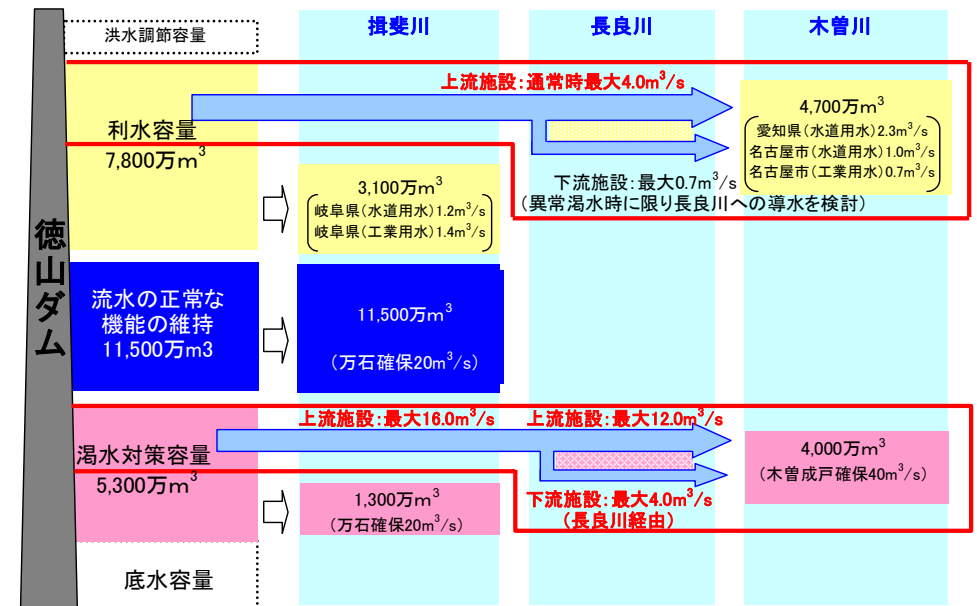 揖斐川
長良川
木曽川
徳山ダム
洪水調節容量
利水容量
7,800万m³
上流施設:通常時最大4.0m³/s
4,700万m³
愛知県(水道用水)2.3m³/s
名古屋市(水道用水)1.0m³/s
名古屋市(工業用水)0.7m³/s
下流施設:最大0.7m³/s
(異常渇水時に限り長良川への導水を検討)
3,100万m³
岐阜県(水道用水)1.2m³/s
岐阜県(工業用水)1.4m³/s
流水の正常な
機能の維持
11,500万m3
11,500万m³
(万石確保20m³/s)
渇水対策容量
5,300万m³
上流施設:最大16.0m³/s
上流施設:最大12.0m³/s
4,000万m³
(木曽成戸確保40m³/s)
下流施設:最大4.0m³/s
(長良川経由)
1,300万m³
(万石確保20m³/s)
底水容量